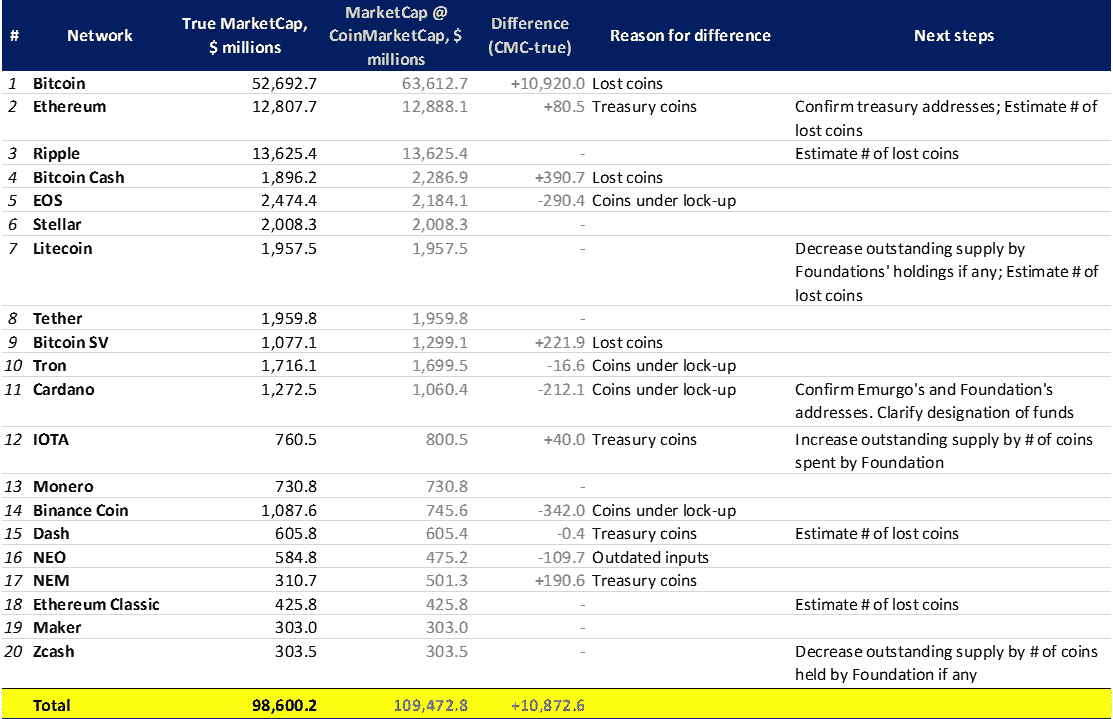 # Network True MarketCap, $ millions MarketCap @ CoinMarketCap, $ millions Difference (CMC-true) Reason for difference Next steps
1 Bitcoin 52,692.7 63,612.7 +10,920.0 Lost coins
2 Ethereum 12,807.7 12,888.1 +80.5 Treasury coins Confirm treasury addresses; Estimate # of
lost coins
3 Ripple 13,625.4 13,625.4 - Estimate # of lost coins
4 Bitcoin Cash 1,896.2 2,286.9 +390.7 Lost coins
5 EOS 2,474.4 2,184.1 -290.4 Coins under lock-up
6 Stellar 2,008.3 2,008.3 -
7 Litecoin 1,957.5 1,957.5 - Decrease outstanding supply by
Foundations' holdings if any; Estimate # of
lost coins
8 Tether 1,959.8 1,959.8 -
9 Bitcoin SV 1,077.1 1,299.1 +221.9 Lost coins
10 Tron 1,716.1 1,699.5 -16.6 Coins under lock-up
11 Cardano 1,272.5 1,060.4 -212.1 Coins under lock-up Confirm Emurgo's and Foundation's
addresses. Clarify designation of funds
12 IOTA 760.5 800.5 +40.0 Treasury coins Increase outstanding supply by # of coins
spent by Foundation
13 Monero 730.8 730.8 -
14 Binance Coin 1,087.6 745.6 -342.0 Coins under lock-up
15 Dash 605.8 605.4 -0.4 Treasury coins Estimate # of lost coins
16 NEO 584.8 475.2 -109.7 Outdated inputs
17 NEM 310.7 501.3 +190.6 Treasury coins
18 Ethereum Classic 425.8 425.8 - Estimate # of lost coins
19 Maker 303.0 303.0 -
20 Zcash 303.5 303.5 - Decrease outstanding supply by # of coins
held by Foundation if any
Total 98,600.2 109,472.8 +10,872.6